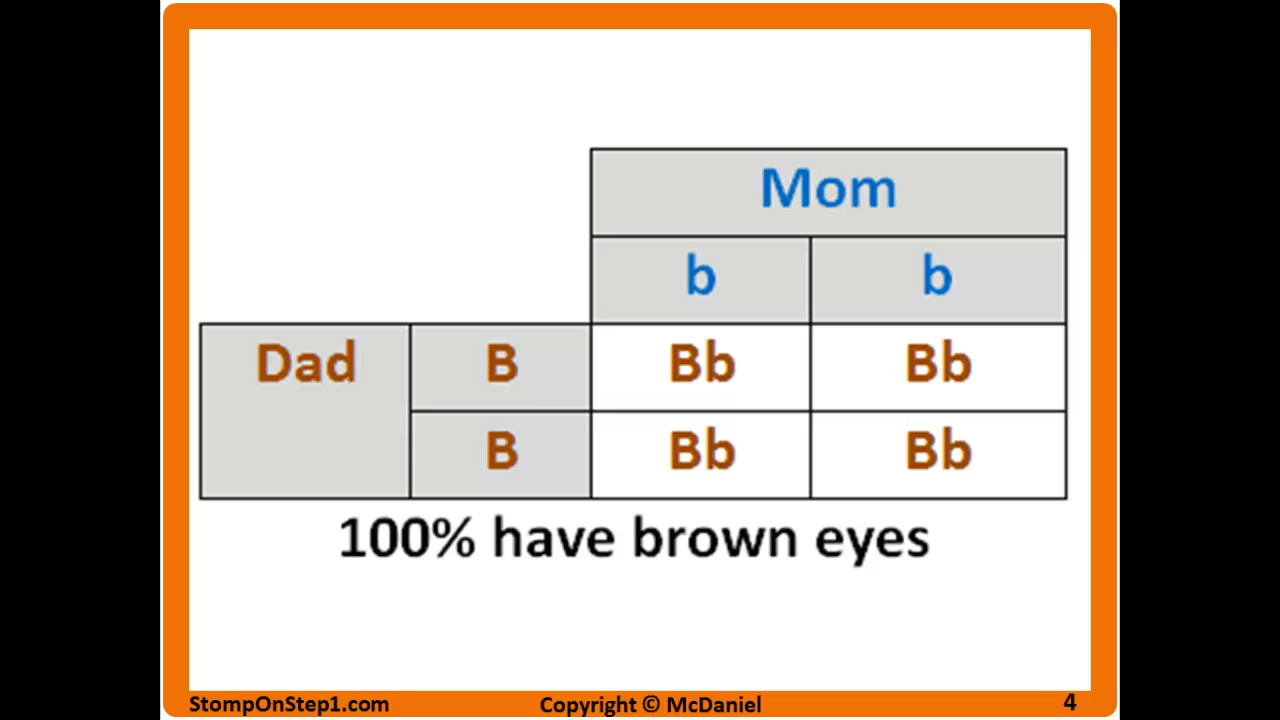 Mom
b b
Dad B Bb Bb
B Bb Bb
100% have brown eyes
StompOnStep1.com Copyright © McDaniel 4